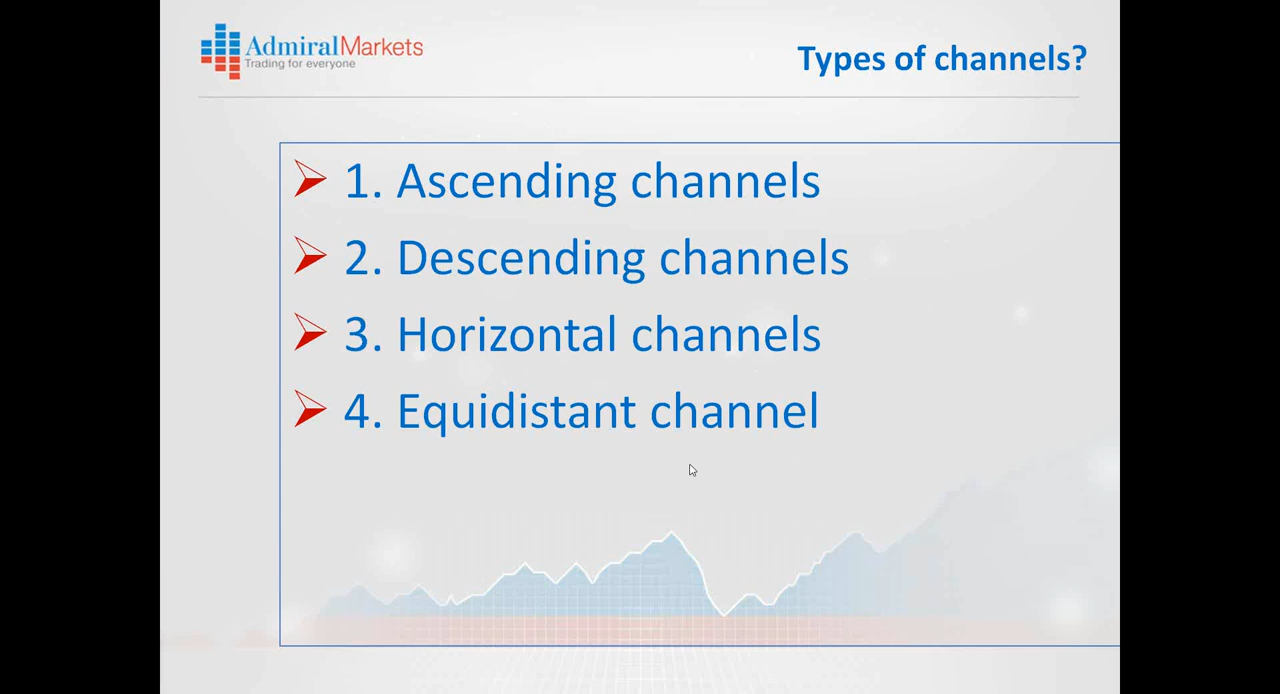 AdmiralMarkets
Trading for everyone
Types of channels?
1. Ascending channels
2. Descending channels
3. Horizontal channels
4. Equidistant channel